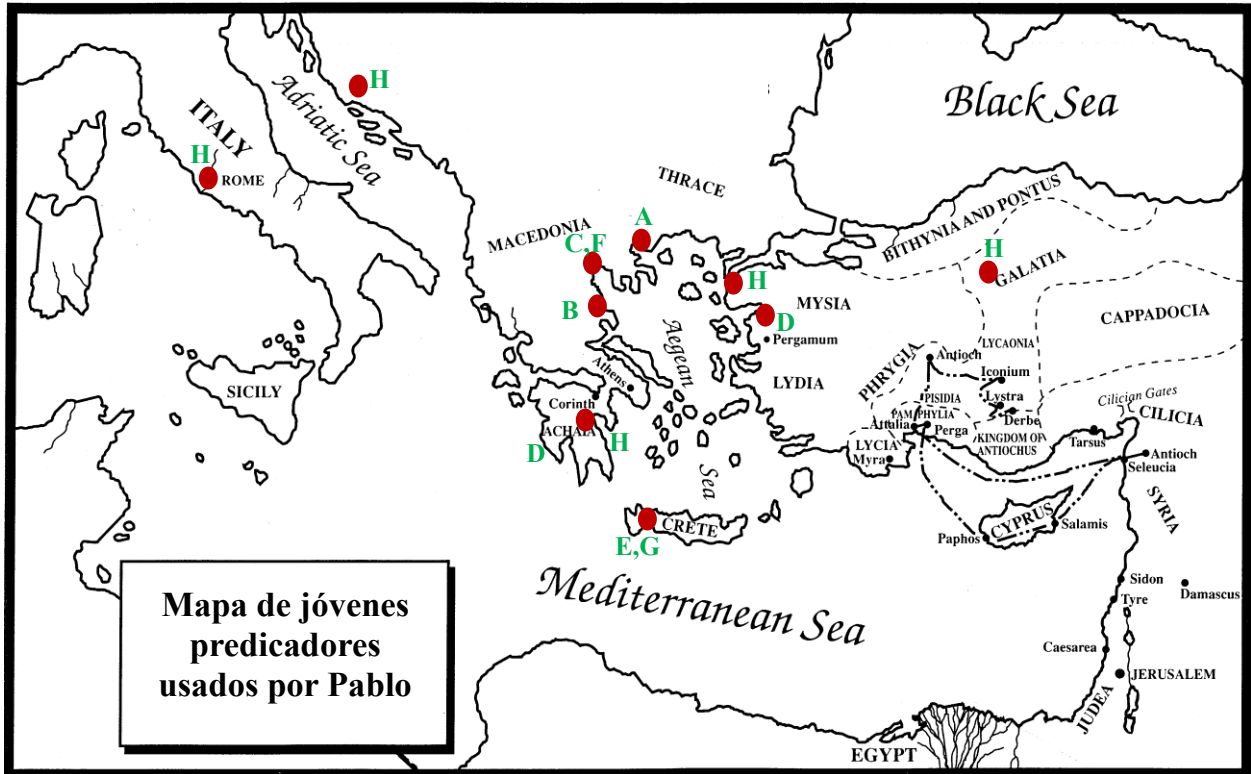 Black Sea
Adriatic Sea
H
ITALY
H
ROME
THRACE
MACEDONIA
A
C,F
BITHYNIA AND PONTUS
H
GALATIA
H
MYSIA
B
D
CAPPADOCIA
Pergamum
Aegean
Sea
LYCAONIA
Antioch
Iconium
PHRYGIA
LYDIA
Athens
SICILY
Corinth
PISIDIA
Lystra
Cilician Gates
CILICIA
PAMPHYLIA
Derbe
Attalia
Perga
ACHAIA
D
H
KINGDOM OF
ANTIOCHUS
Tarsus
LYCIA
Myra
Antioch
Seleucia
SYRIA
CRETE
E,G
CYPRUS
Salamis
Paphos
Mediterranean Sea
Sidon
Damascus
Tyre
Mapa de jóvenes
predicadores
usados por Pablo
Caesarea
JERUSALEM
JUDEA
EGYPT